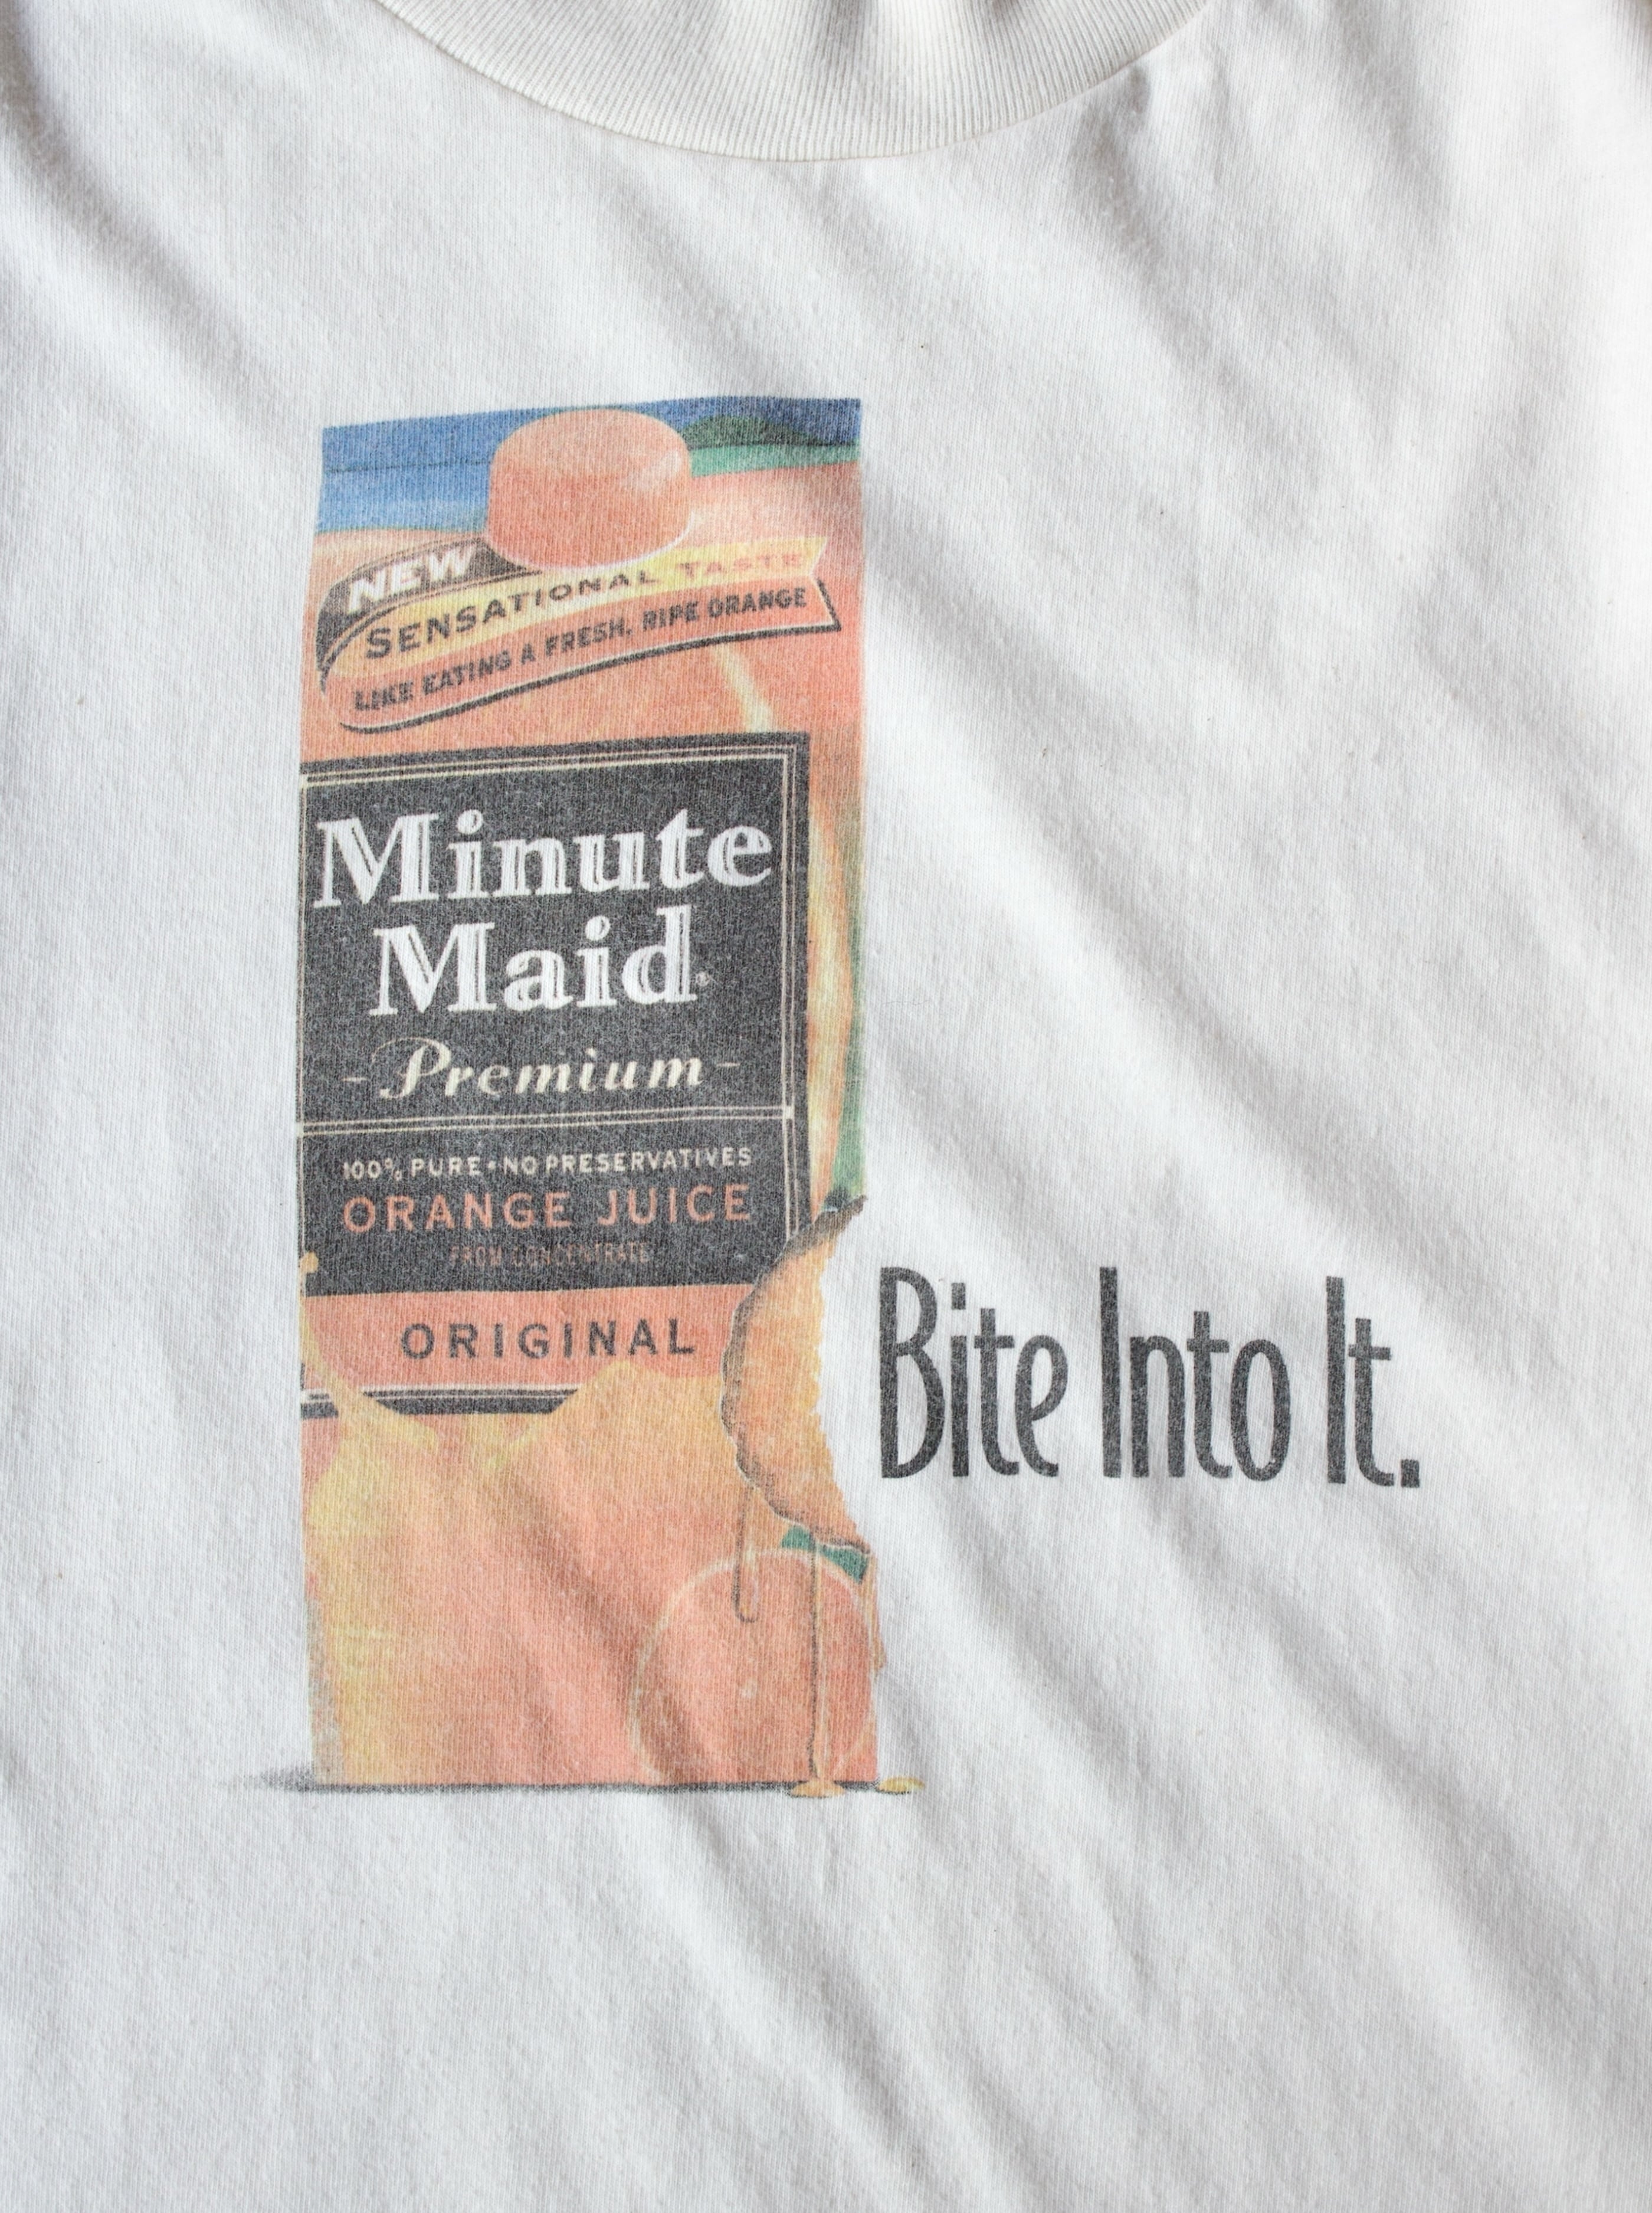 NEW
SENSATIONAL TASTE
LIKE EATING A FRESH, RIPE ORANGE
Minute
Maid®
-Premium-
100% PURE•NO PRESERVATIVES
ORANGE JUICE
FROM CONCENTRATE
ORIGINAL
Bite Into It.